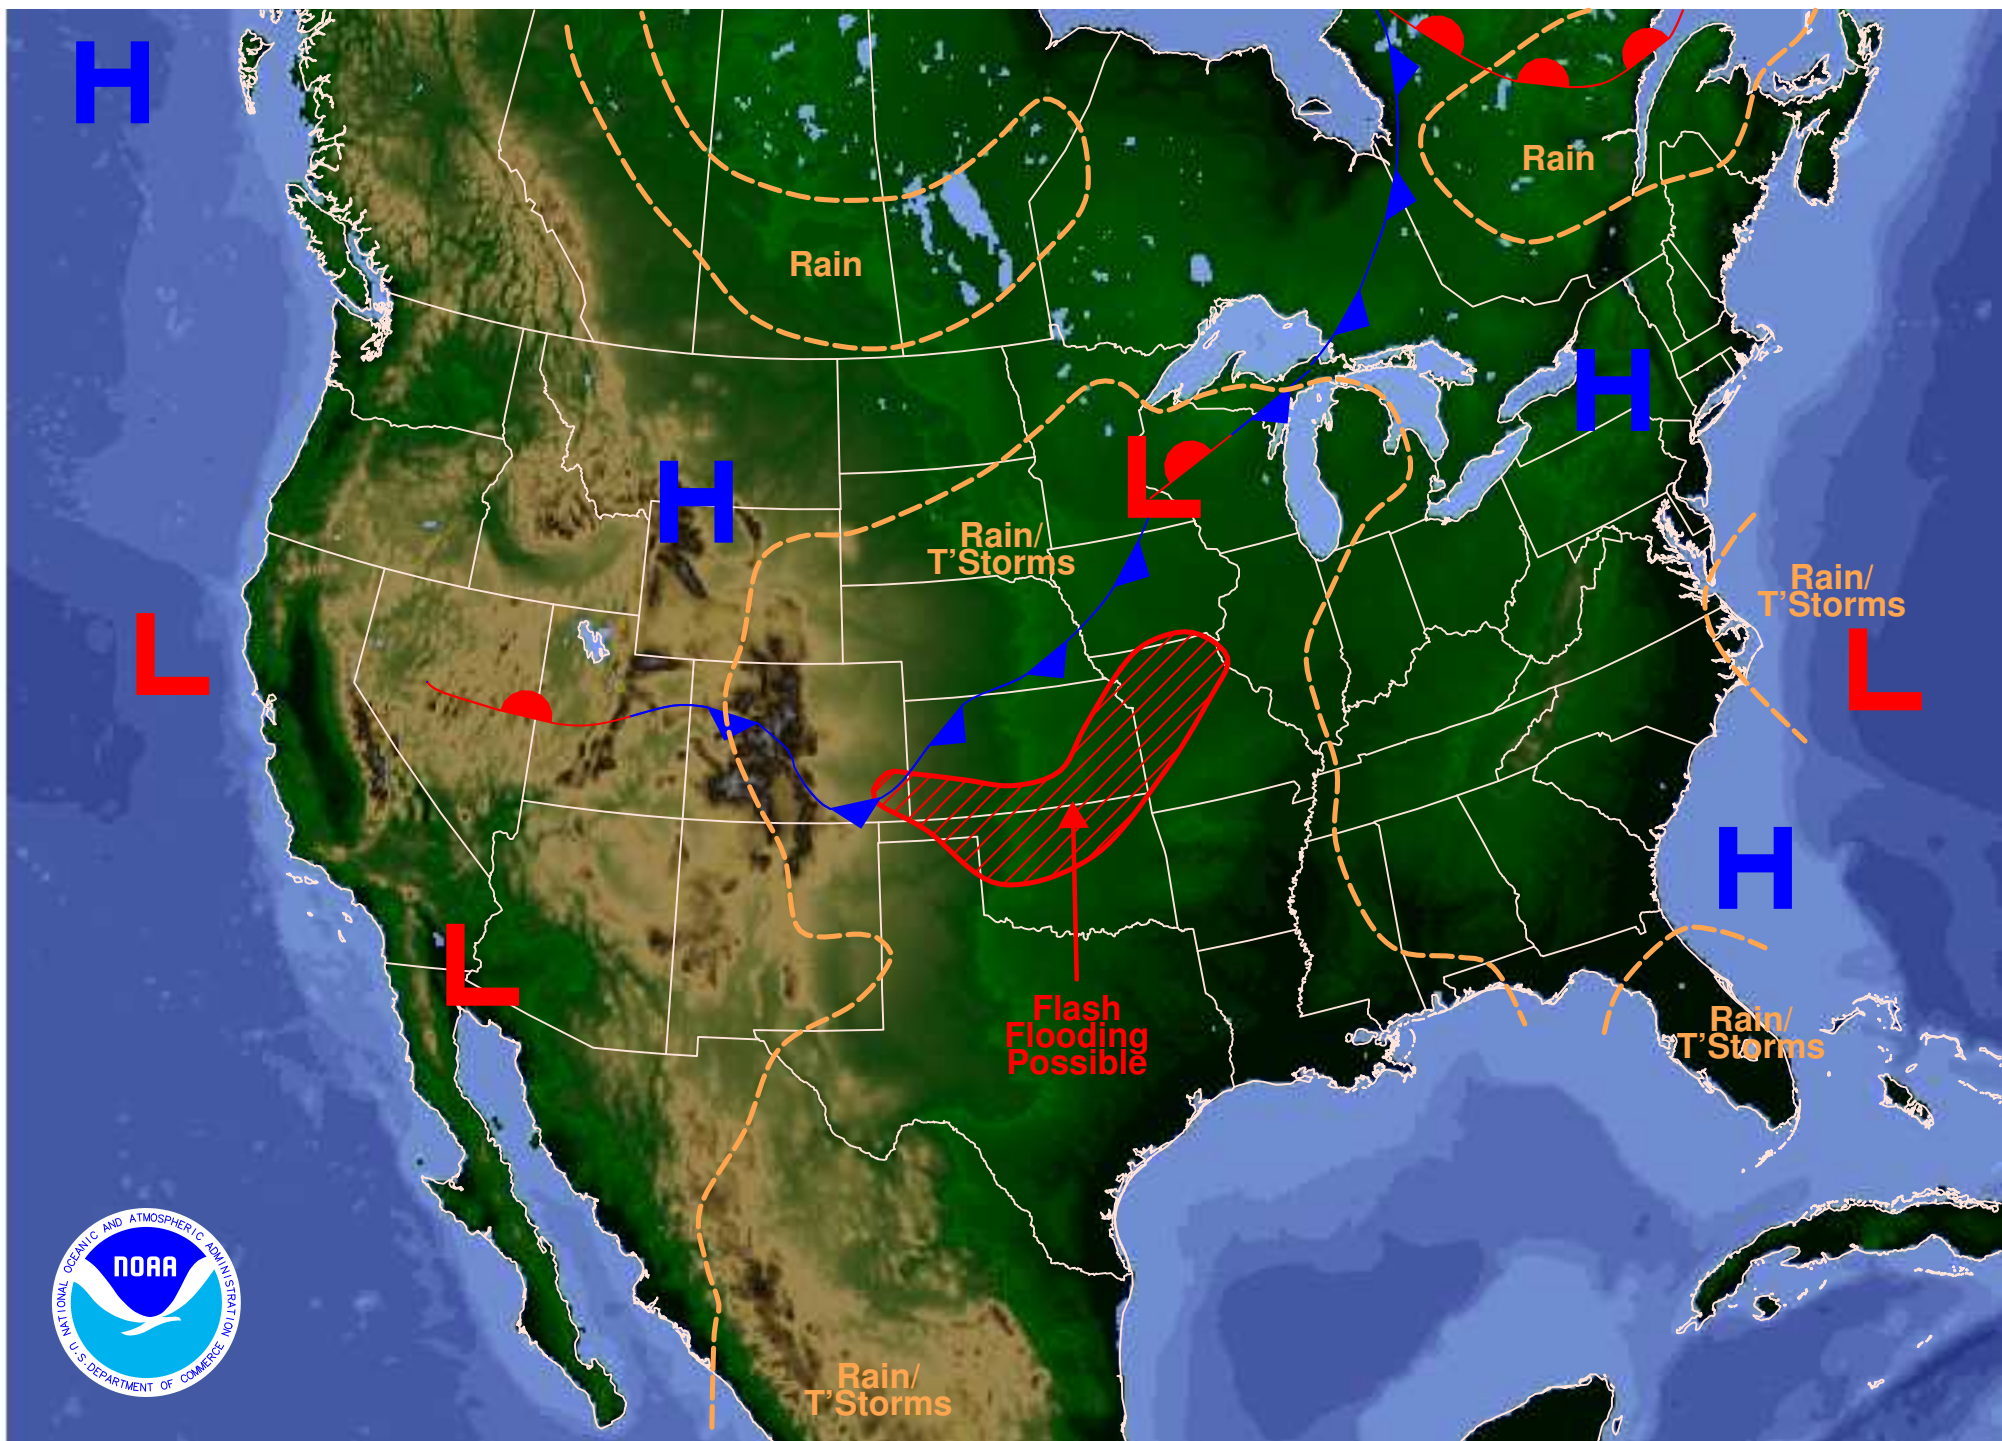 H
Rain
Rain
H
H
L
Rain/
T'Storms
Rain/
T'Storms
L
L
H
L
Flash
Flooding
Possible
Rain/
T'Storms
Rain/
T'Storms
NATIONAL OCEANIC AND ATMOSPHERIC ADMINISTRATION
NOAA
U.S. DEPARTMENT OF COMMERCE